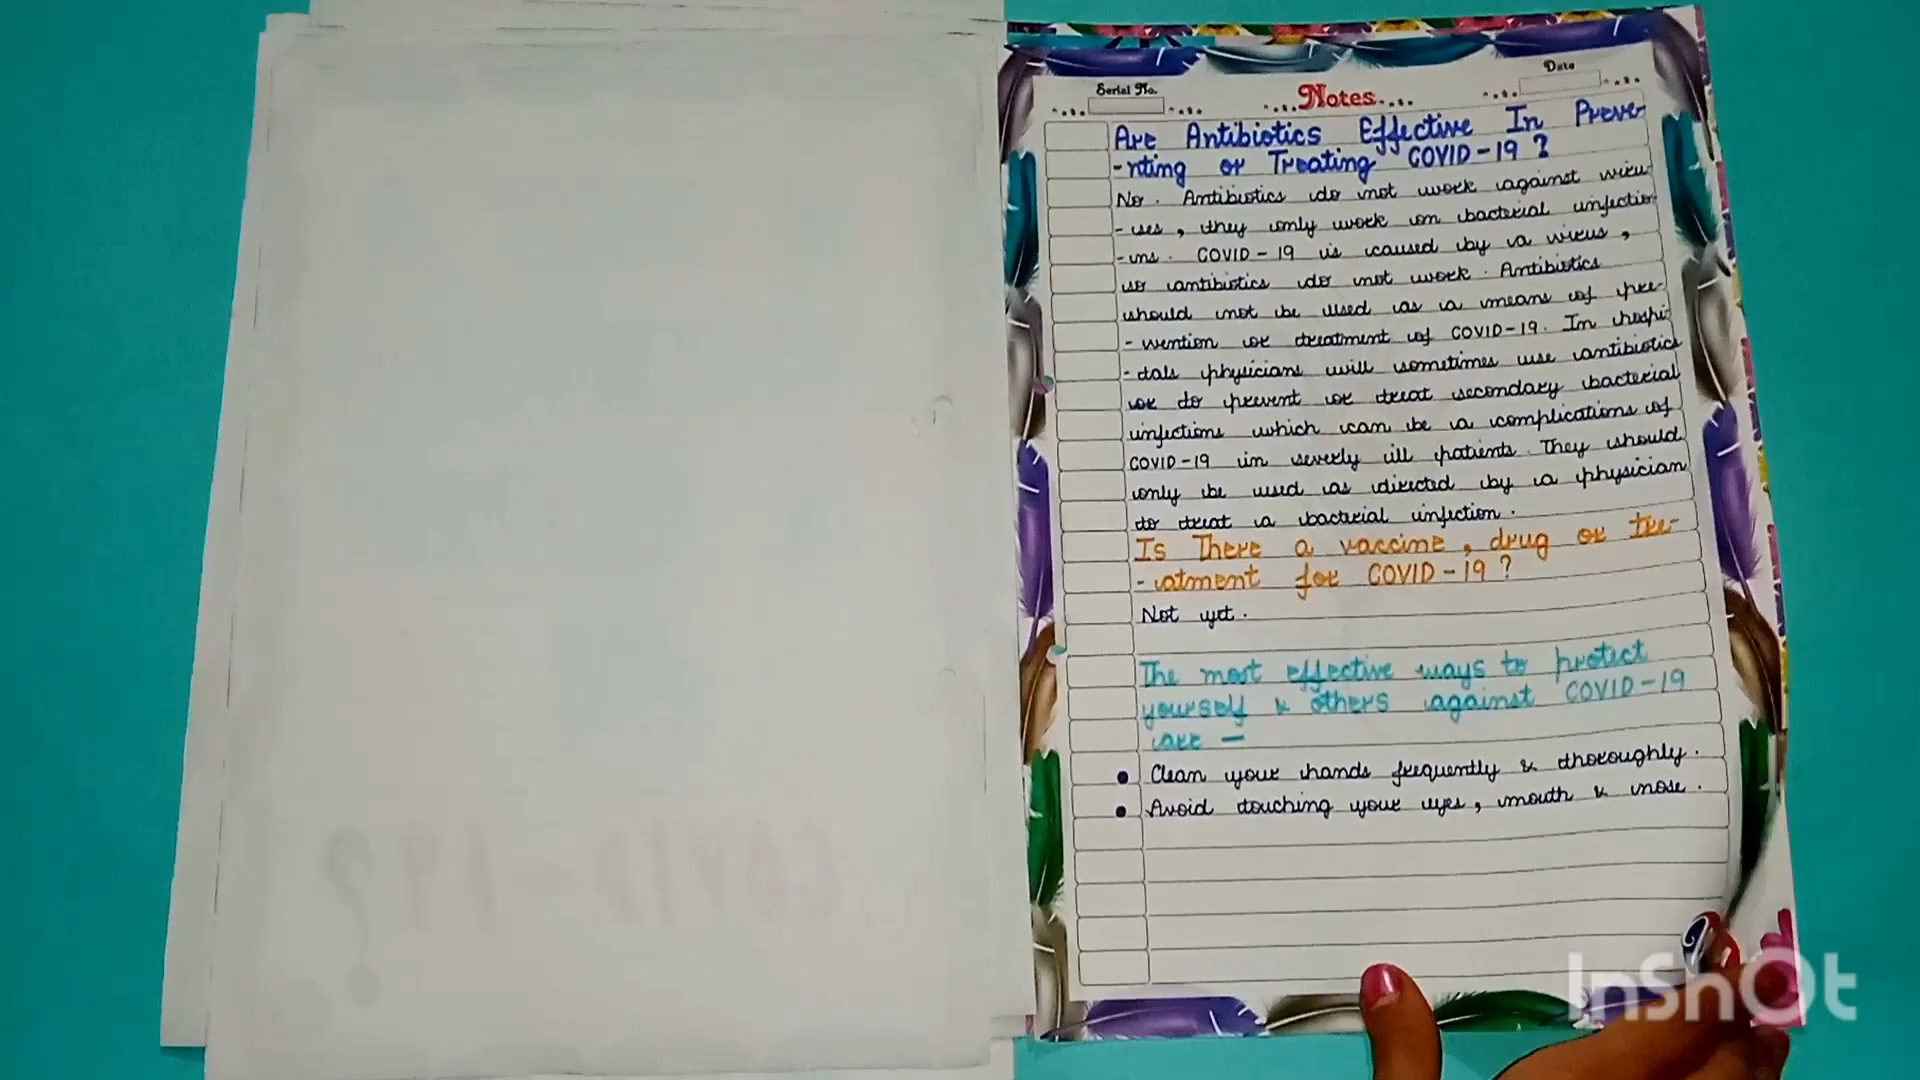 Serial No.
Notes
Date
Are Antibiotics Effective In Preve-
-nting or Treating COVID-19 ?
No . Antibiotics do not work against viru-
-ses , they only work on bacterial infectio-
-ns . COVID-19 is caused by a virus ,
so antibiotics do not work . Antibiotics
should not be used as a means of pre-
-vention or treatment of COVID-19. In hospi-
-tals physicians will sometimes use antibiotics
or to prevent or treat secondary bacterial
infections which can be a complications of
COVID-19 in severly ill patients . They should
only be used as directed by a physician
to treat a bacterial infection .
Is There a vaccine , drug or tre-
-atment for COVID-19 ?
Not yet .
The most effective ways to protect
yourself & others against COVID-19
are —
• Clean your hands frequently & thoroughly .
• Avoid touching your eyes , mouth & nose .
COVID-19?
InShOt